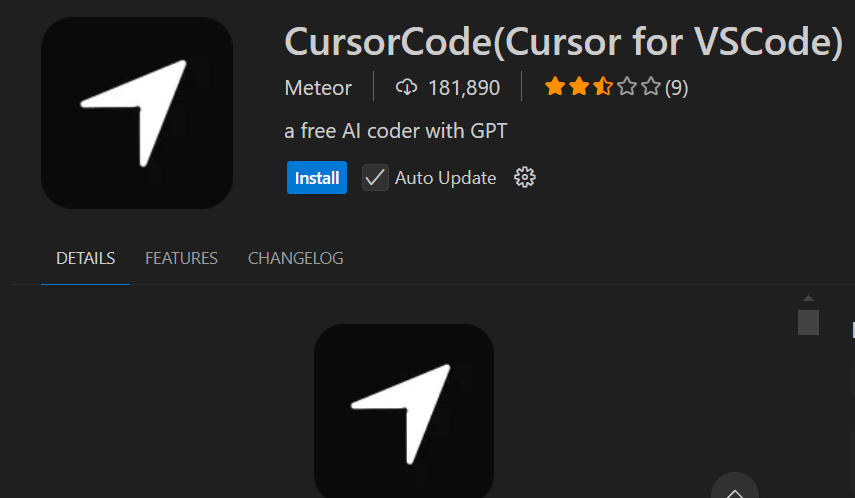 CursorCode(Cursor for VSCode)
Meteor 181,890 (9)
a free AI coder with GPT
Install Auto Update
DETAILS FEATURES CHANGELOG